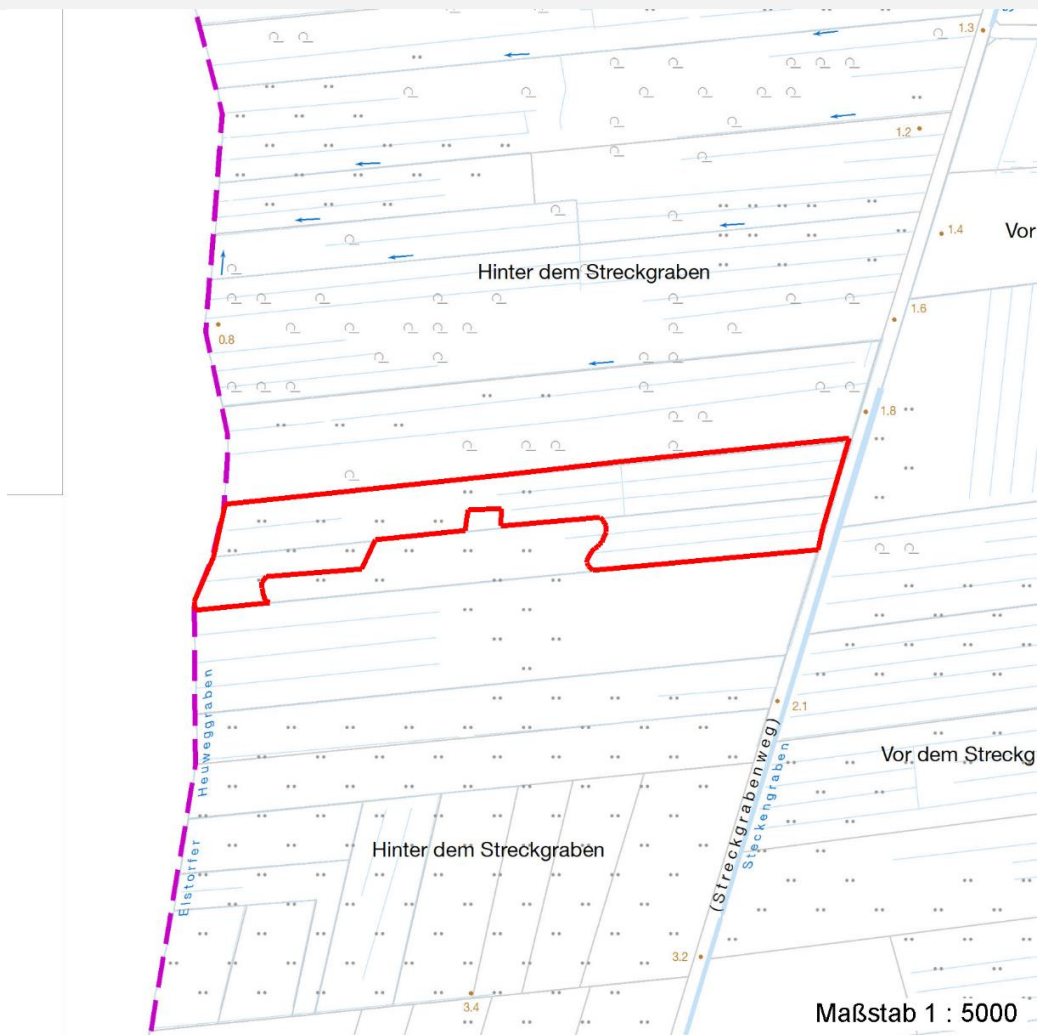 1.3
1.2
1.4
Vor
Hinter dem Streckgraben
1.6
0.8
1.8
Elstorfer Heuweggraben
2.1
(Streckgrabenweg)
Steckengraben
Vor dem Streckg
Hinter dem Streckgraben
3.2
3.4
Maßstab 1 : 5000